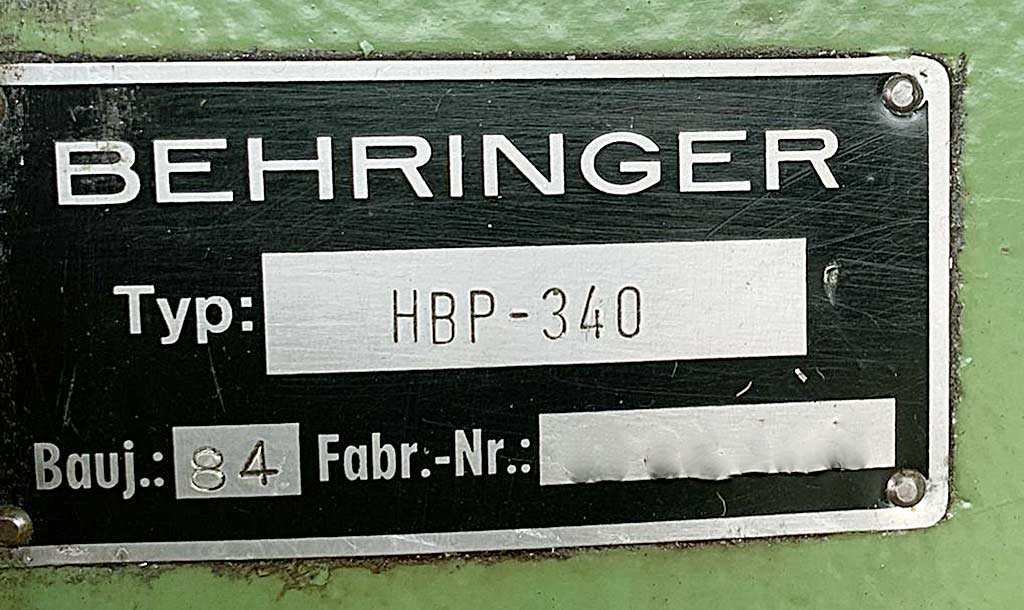 BEHRINGER
Typ: HBP-340
Bauj.: 84 Fabr.-Nr.: